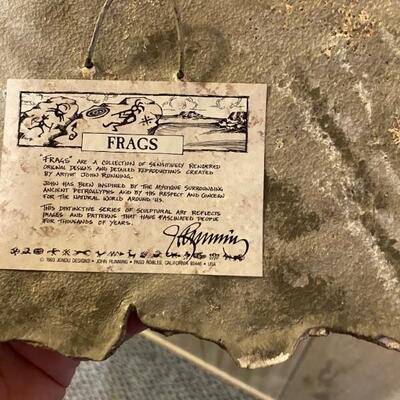 FRAGS
"FRAGS" ARE A COLLECTION OF SENSITIVELY RENDERED
ORIGINAL DESIGNS AND DETAILED REPRODUCTIONS CREATED
BY ARTIST JOHN RUNNING.
JOHN HAS BEEN INSPIRED BY THE MYSTIQUE SURROUNDING
ANCIENT PETROGLYPHS AND BY HIS RESPECT AND CONCERN
FOR THE NATURAL WORLD AROUND US.
THIS DISTINCTIVE SERIES OF SCULPTURAL ART REFLECTS
IMAGES AND PATTERNS THAT HAVE FASCINATED PEOPLE
FOR THOUSANDS OF YEARS.
JRunning
© 1993 JONDU DESIGNS • JOHN RUNNING • PASO ROBLES, CALIFORNIA 93446 • USA